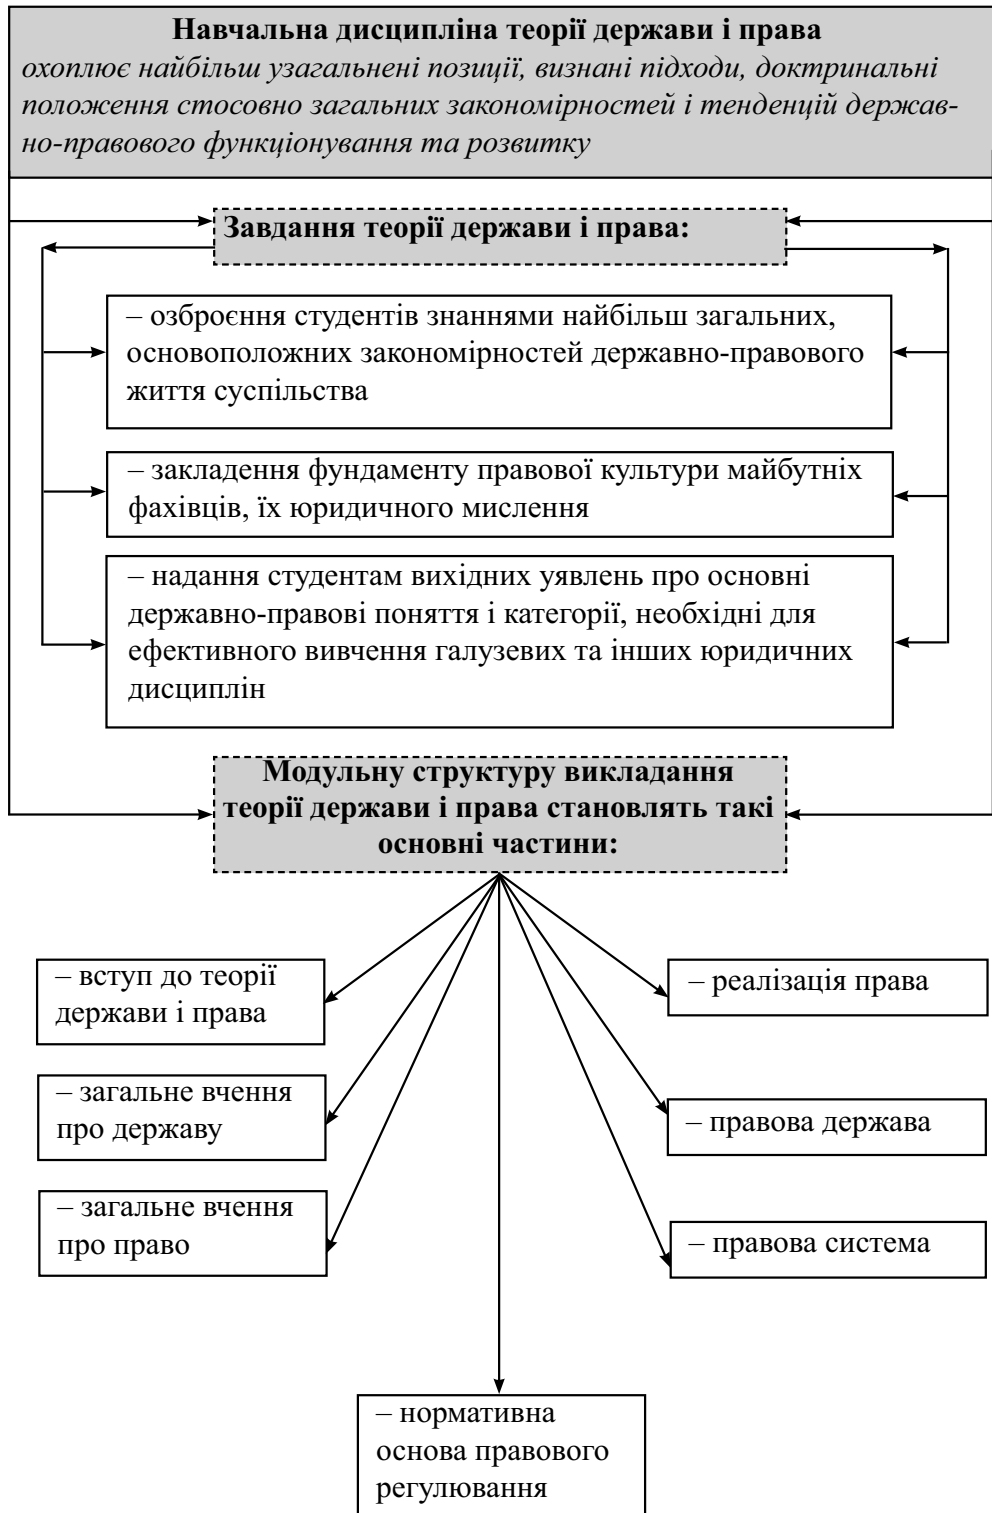 Навчальна дисципліна теорії держави і права
охоплює найбільш узагальнені позиції, визнані підходи, доктринальні
положення стосовно загальних закономірностей і тенденцій держав-
но-правового функціонування та розвитку
Завдання теорії держави і права:
– озброєння студентів знаннями найбільш загальних,
основоположних закономірностей державно-правового
життя суспільства
– закладення фундаменту правової культури майбутніх
фахівців, їх юридичного мислення
– надання студентам вихідних уявлень про основні
державно-правові поняття і категорії, необхідні для
ефективного вивчення галузевих та інших юридичних
дисциплін
Модульну структуру викладання
теорії держави і права становлять такі
основні частини:
– вступ до теорії
держави і права
– загальне вчення
про державу
– загальне вчення
про право
– реалізація права
– правова держава
– правова система
– нормативна
основа правового
регулювання